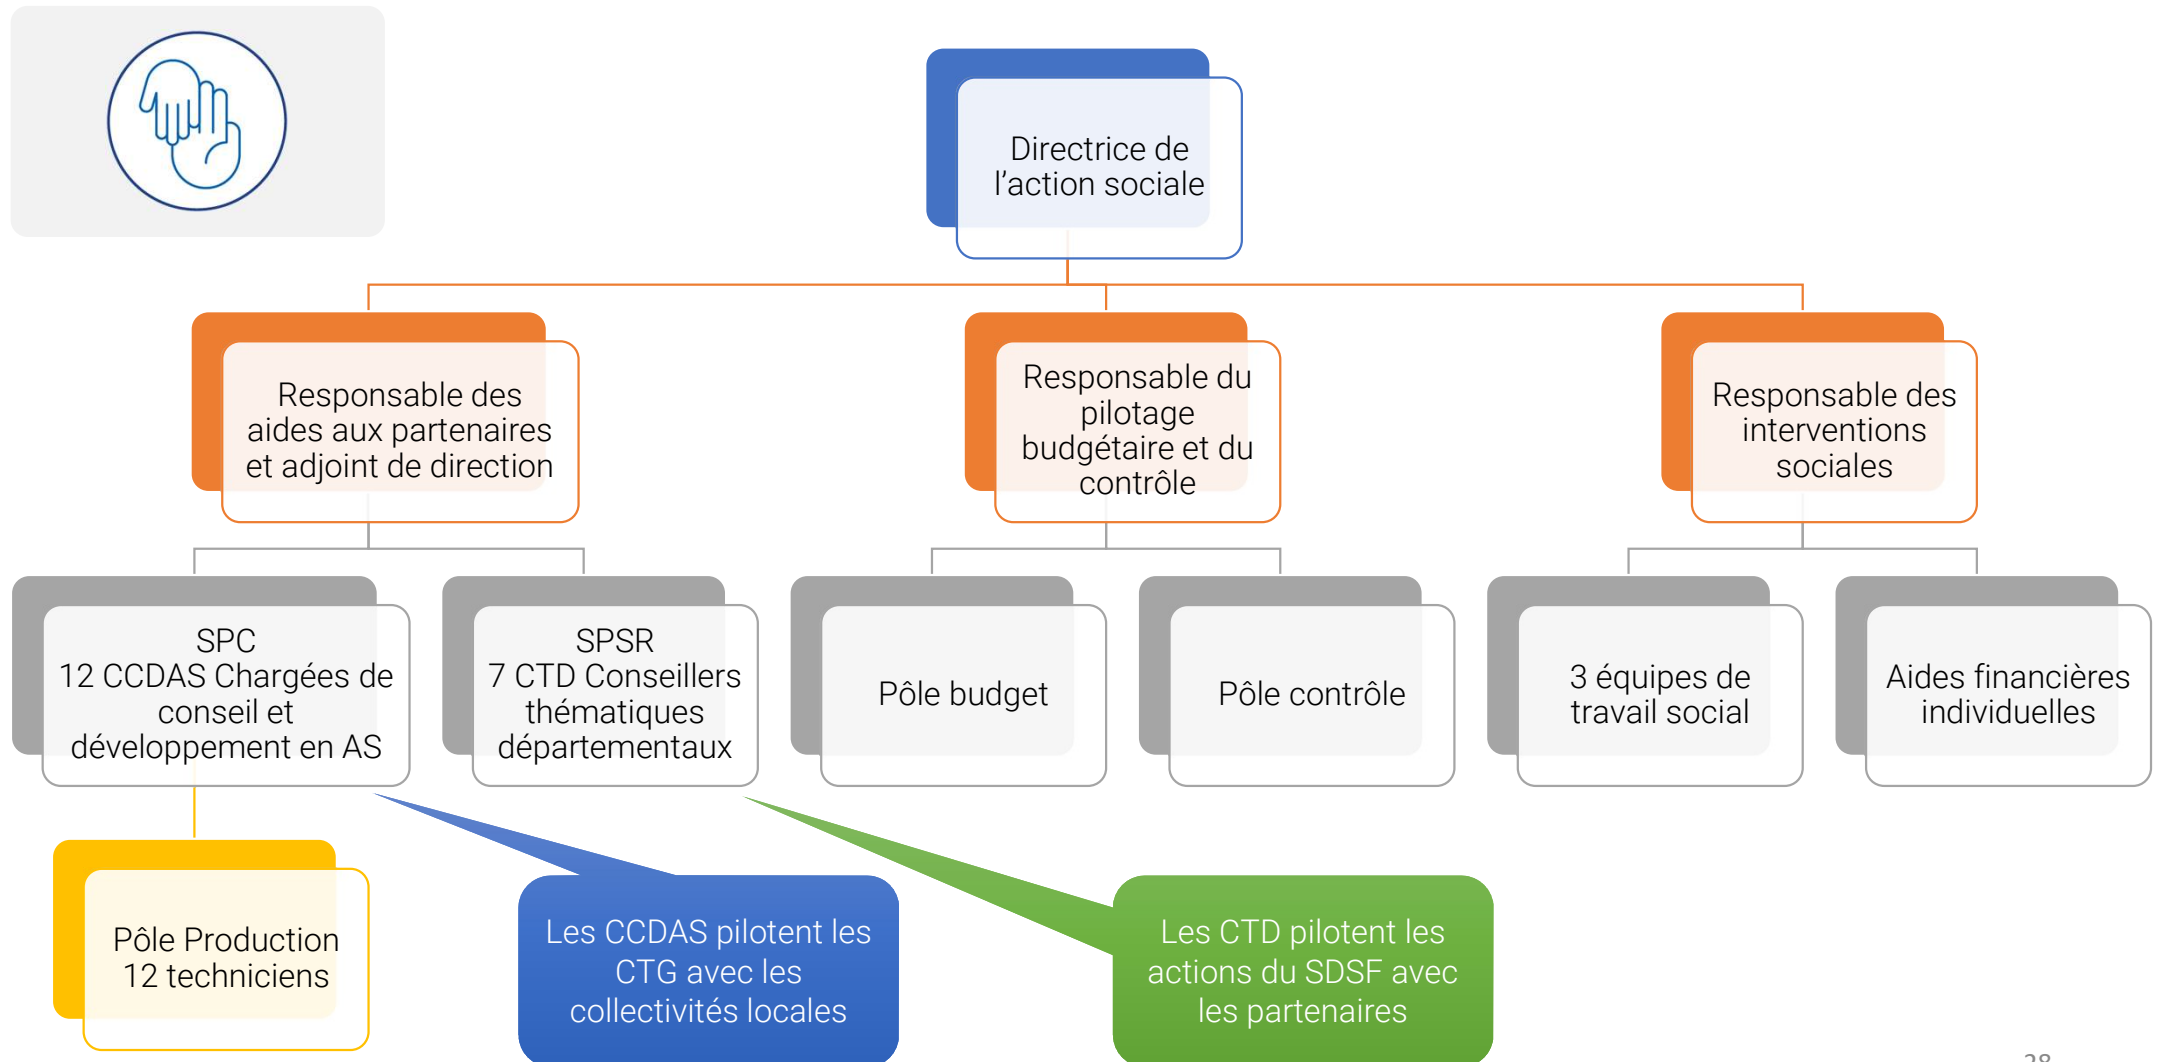 Directrice de
l'action sociale
Responsable des
aides aux partenaires
et adjoint de direction
Responsable du
pilotage
budgétaire et du
contrôle
Responsable des
interventions
sociales
SPC
12 CCDAS Chargées de
conseil et
développement en AS
SPSR
7 CTD Conseillers
thématiques
départementaux
Pôle budget
Pôle contrôle
3 équipes de
travail social
Aides financières
individuelles
Pôle Production
12 techniciens
Les CCDAS pilotent les
CTG avec les
collectivités locales
Les CTD pilotent les
actions du SDSF avec
les partenaires
28